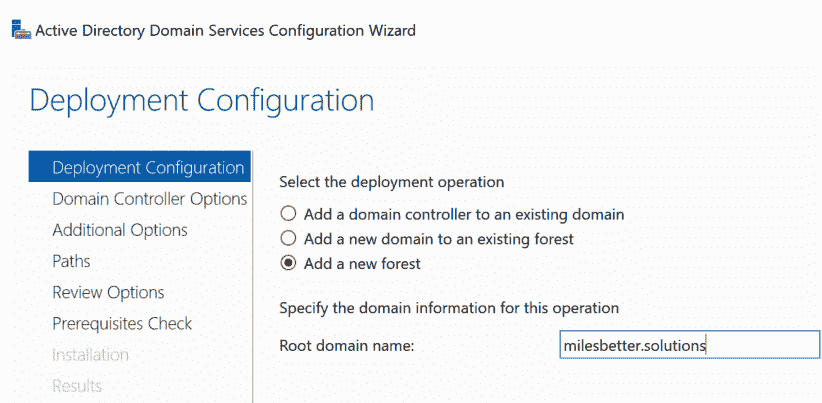 Active Directory Domain Services Configuration Wizard
Deployment Configuration
Deployment Configuration
Domain Controller Options
Additional Options
Paths
Review Options
Prerequisites Check
Installation
Results
Select the deployment operation
Add a domain controller to an existing domain
Add a new domain to an existing forest
Add a new forest
Specify the domain information for this operation
Root domain name: milesbetter.solutions